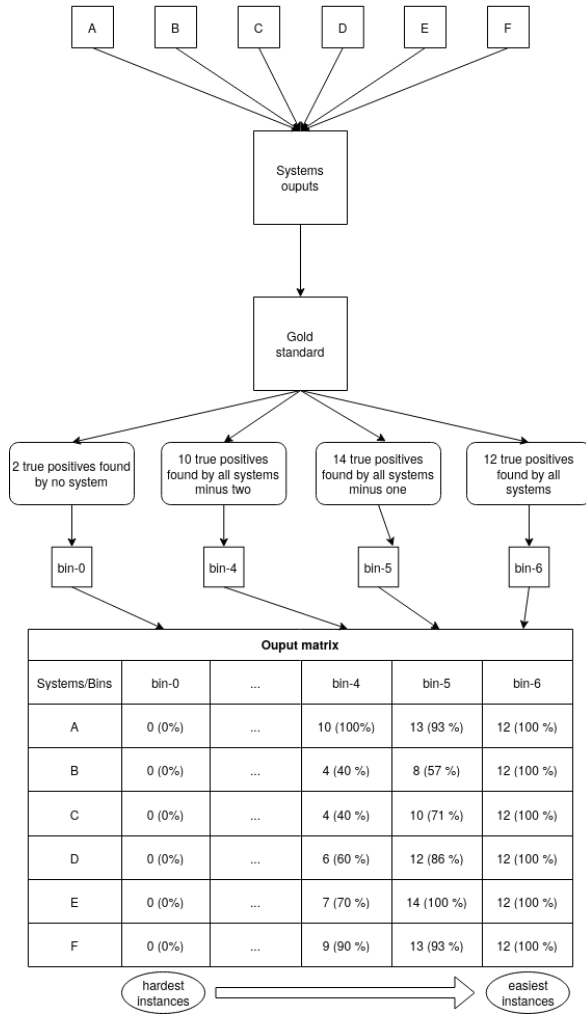 A B C D E F
Systems
ouputs
Gold
standard
2 true positives found
by no system
10 true positives
found by all systems
minus two
14 true positives
found by all systems
minus one
12 true positives
found by all
systems
bin-0 bin-4 bin-5 bin-6
Ouput matrix
Systems/Bins bin-0 ... bin-4 bin-5 bin-6
A 0 (0%) ... 10 (100%) 13 (93 %) 12 (100 %)
B 0 (0%) ... 4 (40 %) 8 (57 %) 12 (100 %)
C 0 (0%) ... 4 (40 %) 10 (71 %) 12 (100 %)
D 0 (0%) ... 6 (60 %) 12 (86 %) 12 (100 %)
E 0 (0%) ... 7 (70 %) 14 (100 %) 12 (100 %)
F 0 (0%) ... 9 (90 %) 13 (93 %) 12 (100 %)
hardest
instances
easiest
instances